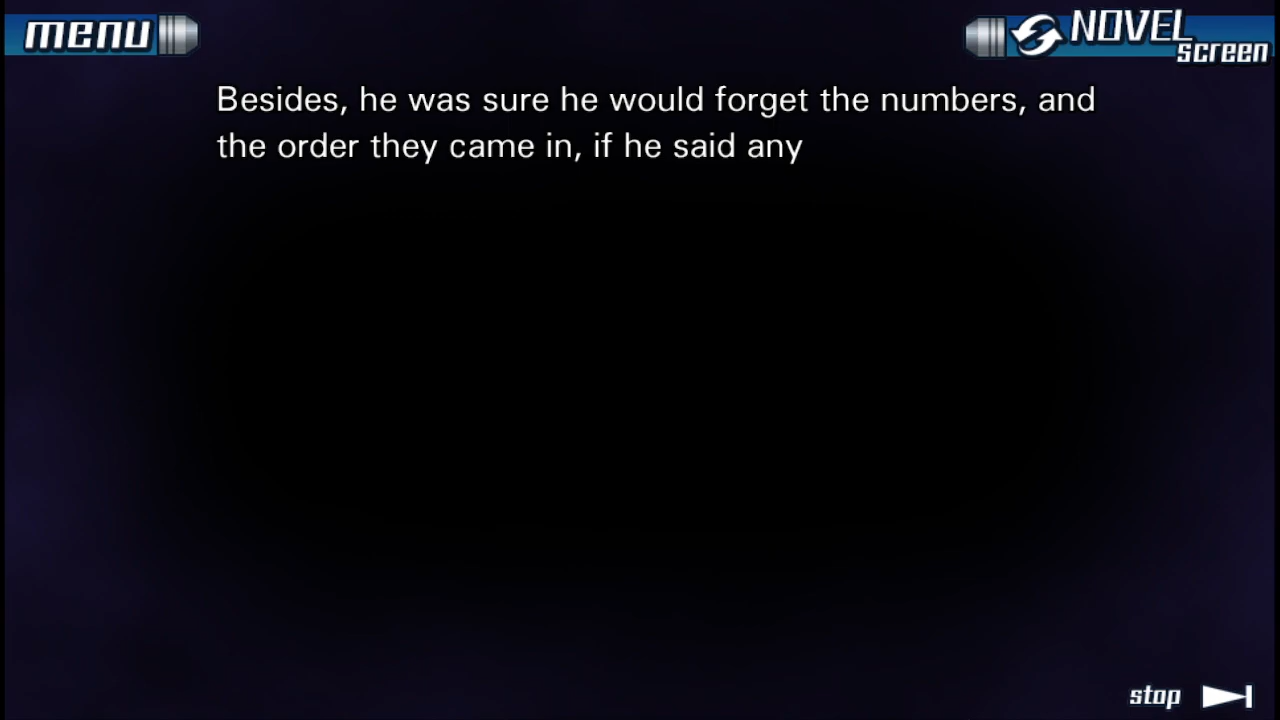 menu
NOVEL
screen
Besides, he was sure he would forget the numbers, and
the order they came in, if he said any
stop